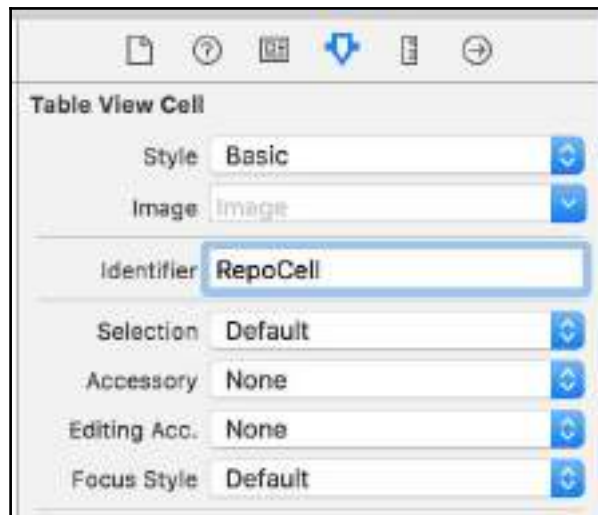 Table View Cell
Style Basic
Image Image
Identifier RepoCell
Selection Default
Accessory None
Editing Acc. None
Focus Style Default